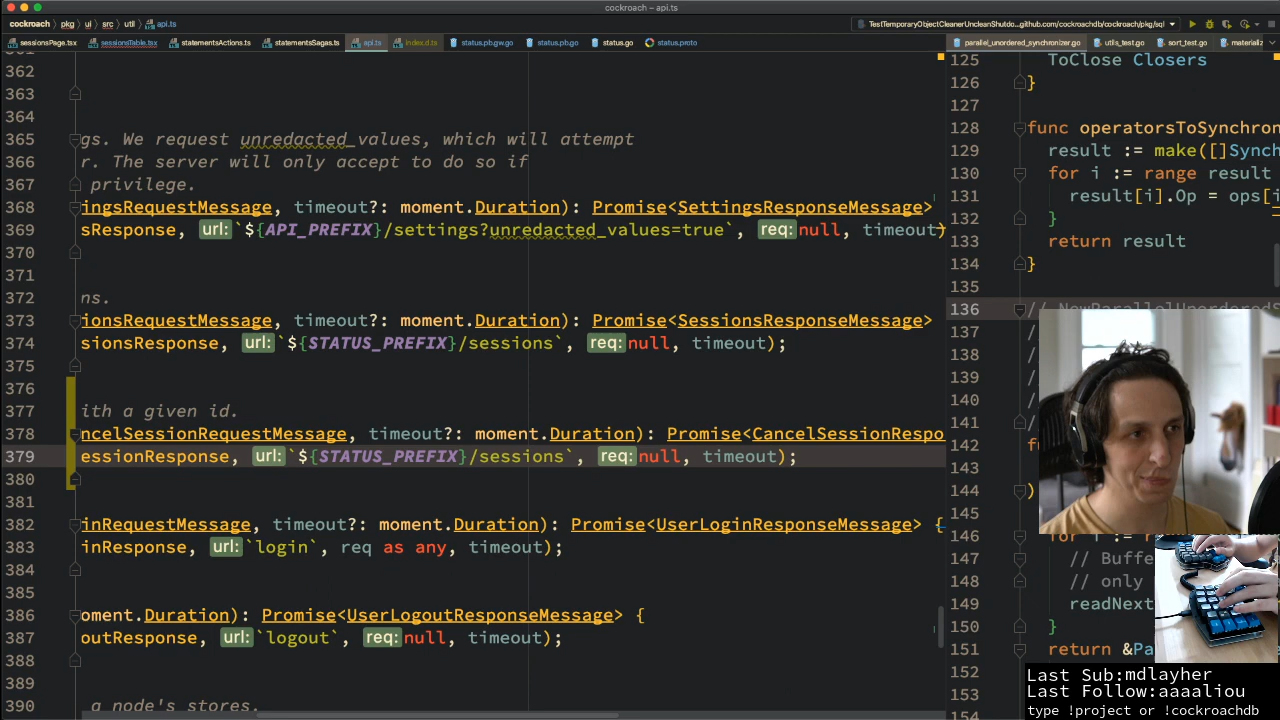 cockroach – api.ts
cockroach pkg ui src util api.ts
TestTemporaryObjectCleanerUncleanShutdo...github.com/cockroachdb/cockroach/pkg/sql
sessionsPage.tsx sessionsTable.tsx statementsActions.ts statementsSagas.ts api.ts index.d.ts status.pb.gw.go status.pb.go status.go status.proto
362
363
364
365 gs. We request unredacted_values, which will attempt
366 r. The server will only accept to do so if
367 privilege.
368 ingsRequestMessage, timeout?: moment.Duration): Promise<SettingsResponseMessage>
369 sResponse, url: `${API_PREFIX}/settings?unredacted_values=true`, req: null, timeout)
370
371
372 ns.
373 ionsRequestMessage, timeout?: moment.Duration): Promise<SessionsResponseMessage>
374 sionsResponse, url: `${STATUS_PREFIX}/sessions`, req: null, timeout);
375
376
377 ith a given id.
378 ncelSessionRequestMessage, timeout?: moment.Duration): Promise<CancelSessionRespo
379 essionResponse, url: `${STATUS_PREFIX}/sessions`, req: null, timeout);
380
381
382 inRequestMessage, timeout?: moment.Duration): Promise<UserLoginResponseMessage> {
383 inResponse, url: `login`, req as any, timeout);
384
385
386 oment.Duration): Promise<UserLogoutResponseMessage> {
387 outResponse, url: `logout`, req: null, timeout);
388
389
390 a node's stores.
parallel_unordered_synchronizer.go utils_test.go sort_test.go materializ
125 ToClose Closers
126 }
127
128 func operatorsToSynchron
129 result := make([]Synch
130 for i := range result
131 result[i].Op = ops[i
132 }
133 return result
134 }
135
136 // NewParallelUnorderedS
137 /
138 /
139 /
140 /
141 /
142 fu
143
144 )
145
146 for i := r
147 // Buffe
148 // only
149 readNext
150 }
151 return &Pa
152
153
154
Last Sub:mdlayher
Last Follow:aaaaliou
type !project or !cockroachdb